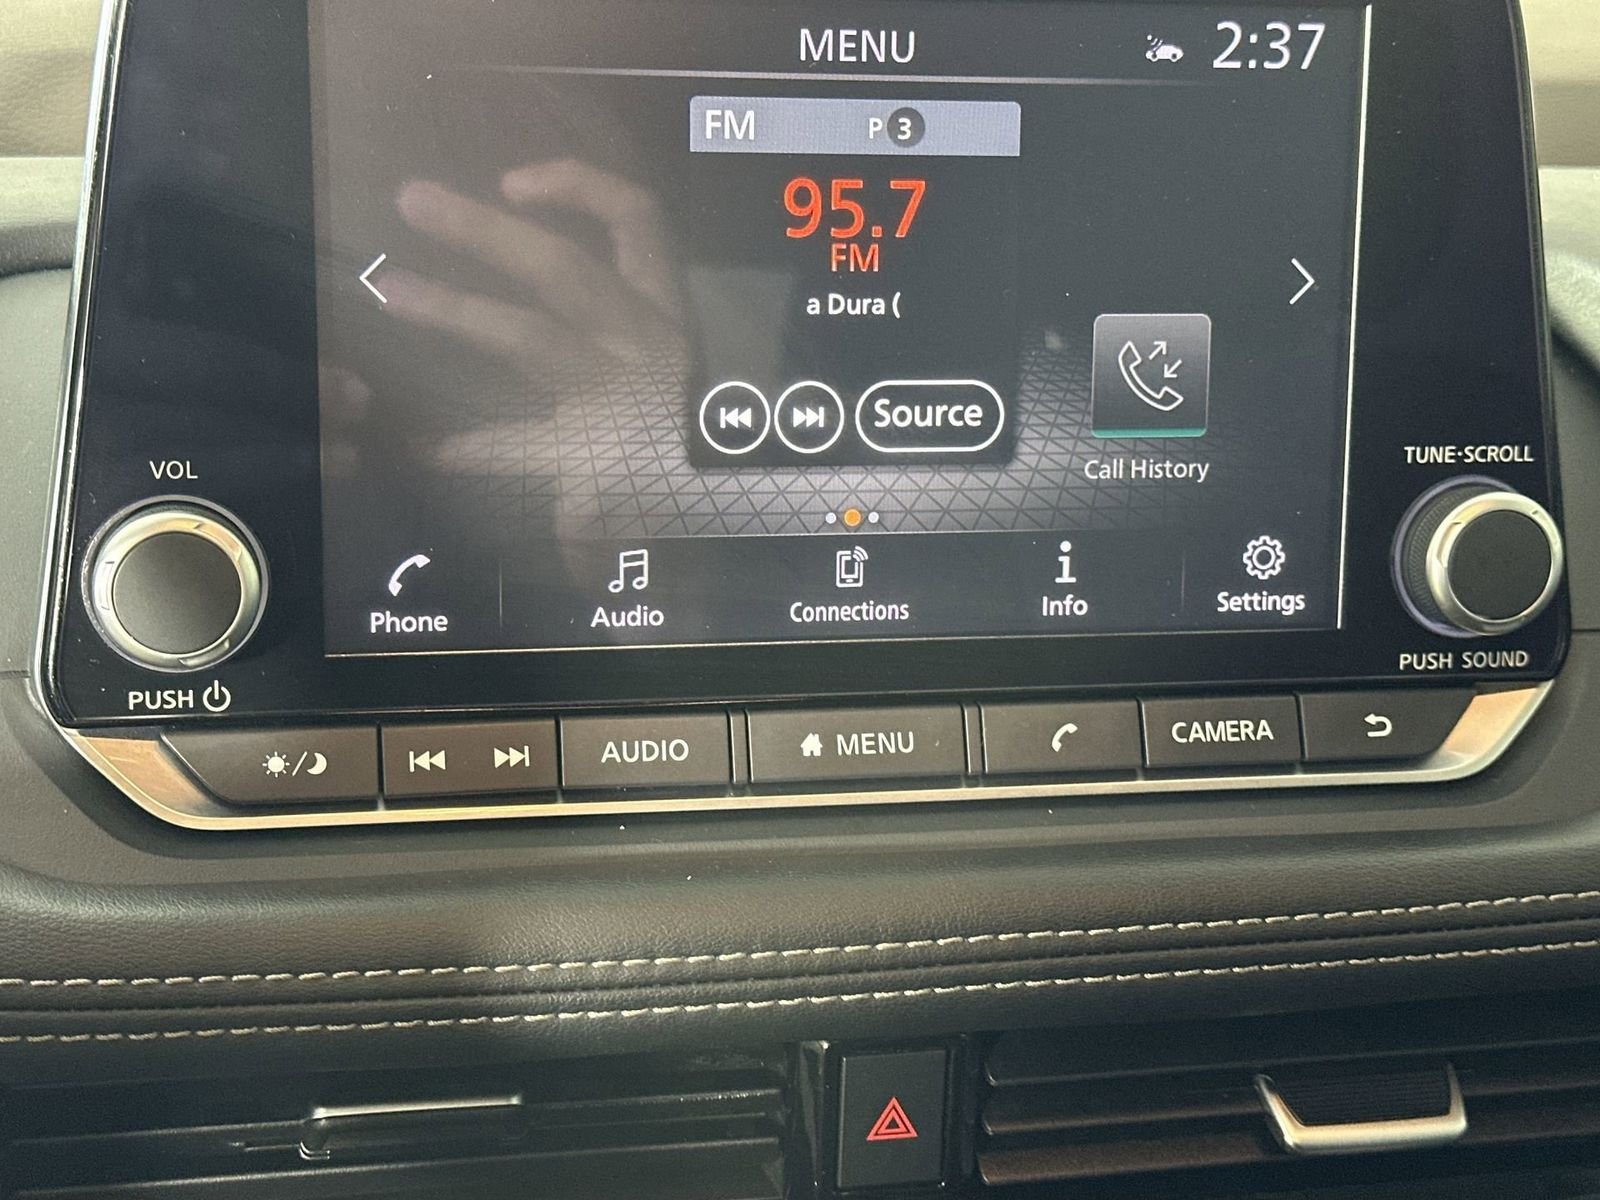 MENU
2:37
FM P 3
95.7
FM
a Dura (
Source
Call History
VOL
TUNE·SCROLL
Phone
Audio
Connections
Info
Settings
PUSH
PUSH SOUND
AUDIO
MENU
CAMERA